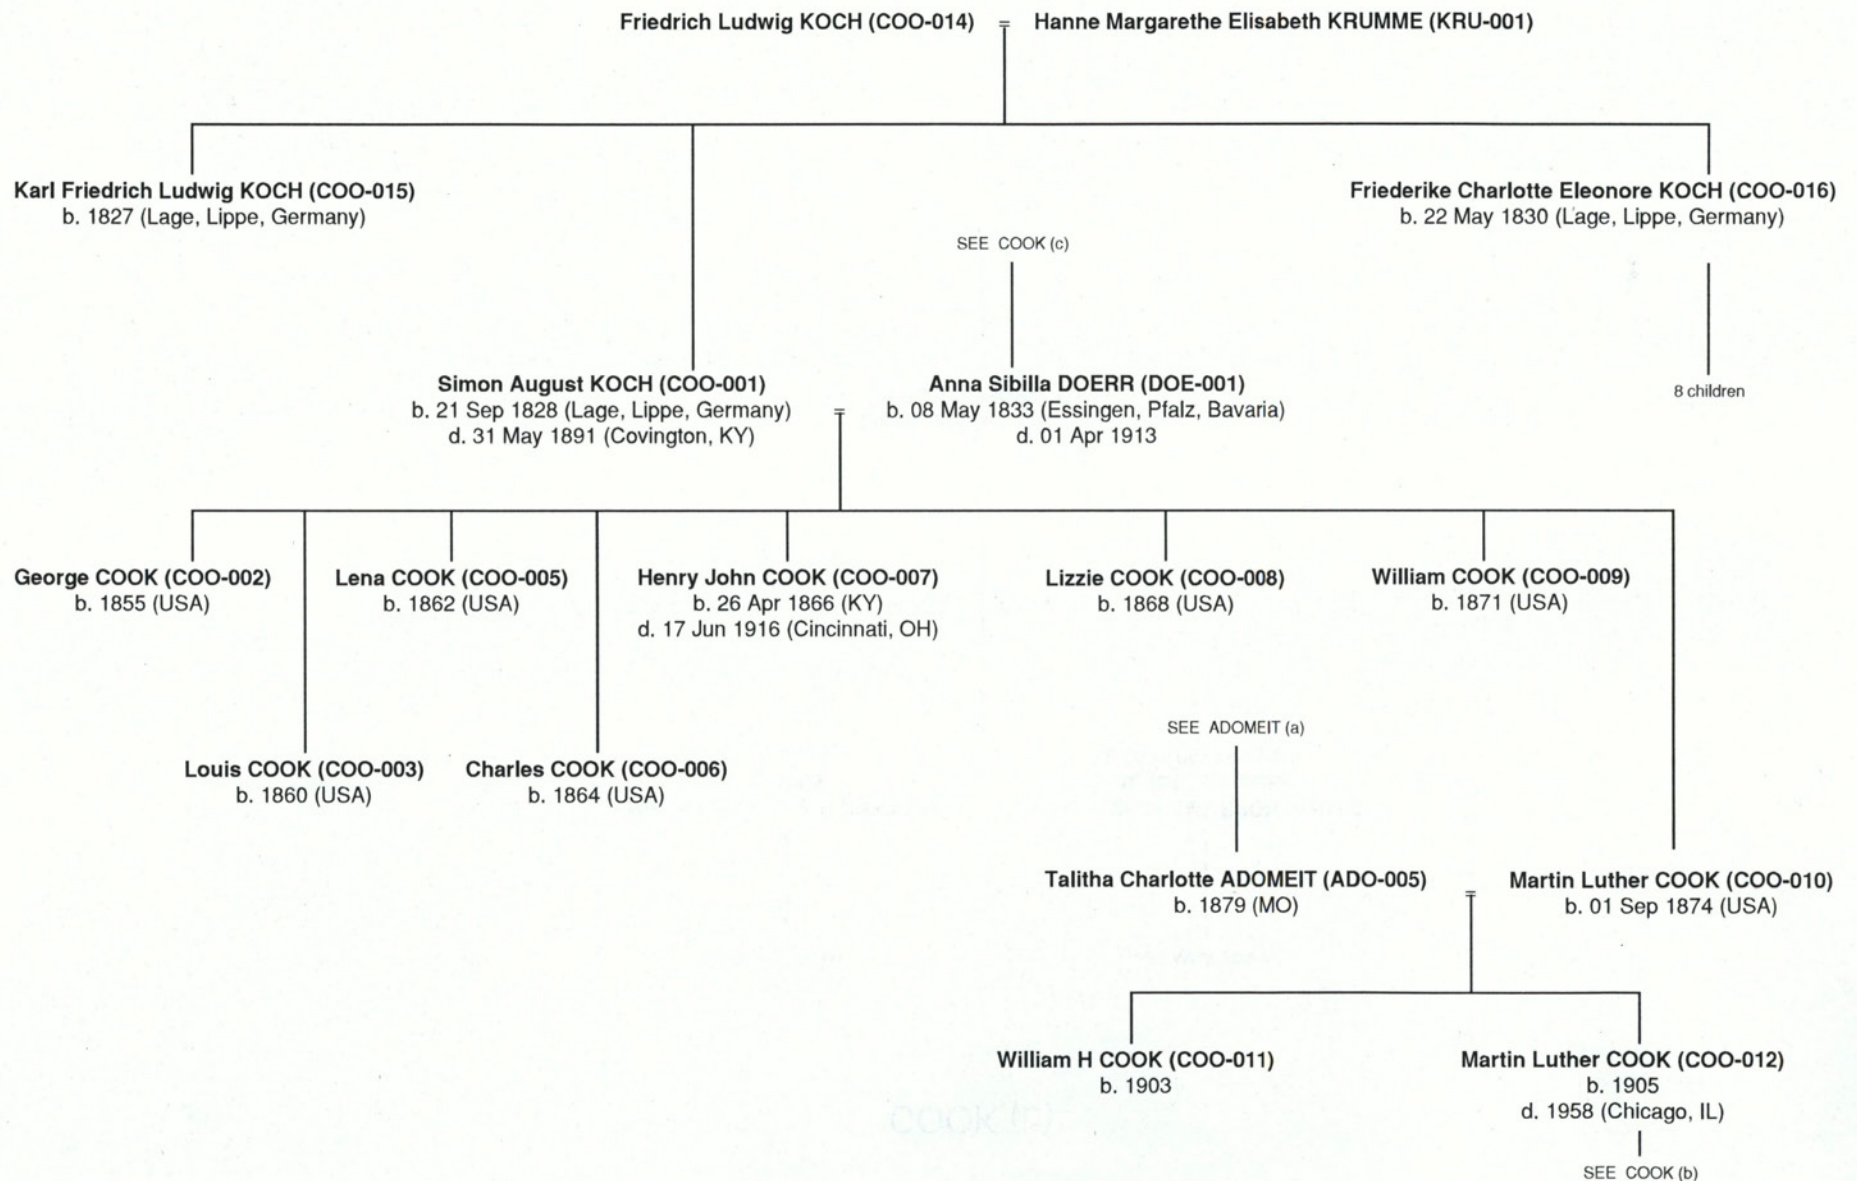 Friedrich Ludwig KOCH (COO-014) = Hanne Margarethe Elisabeth KRUMME (KRU-001)
Karl Friedrich Ludwig KOCH (COO-015)
b. 1827 (Lage, Lippe, Germany)
Friederike Charlotte Eleonore KOCH (COO-016)
b. 22 May 1830 (Lage, Lippe, Germany)
8 children
SEE COOK (c)
Simon August KOCH (COO-001)
b. 21 Sep 1828 (Lage, Lippe, Germany)
d. 31 May 1891 (Covington, KY)
=
Anna Sibilla DOERR (DOE-001)
b. 08 May 1833 (Essingen, Pfalz, Bavaria)
d. 01 Apr 1913
George COOK (COO-002)
b. 1855 (USA)
Lena COOK (COO-005)
b. 1862 (USA)
Henry John COOK (COO-007)
b. 26 Apr 1866 (KY)
d. 17 Jun 1916 (Cincinnati, OH)
Lizzie COOK (COO-008)
b. 1868 (USA)
William COOK (COO-009)
b. 1871 (USA)
Louis COOK (COO-003)
b. 1860 (USA)
Charles COOK (COO-006)
b. 1864 (USA)
SEE ADOMEIT (a)
Talitha Charlotte ADOMEIT (ADO-005)
b. 1879 (MO)
=
Martin Luther COOK (COO-010)
b. 01 Sep 1874 (USA)
William H COOK (COO-011)
b. 1903
Martin Luther COOK (COO-012)
b. 1905
d. 1958 (Chicago, IL)
SEE COOK (b)